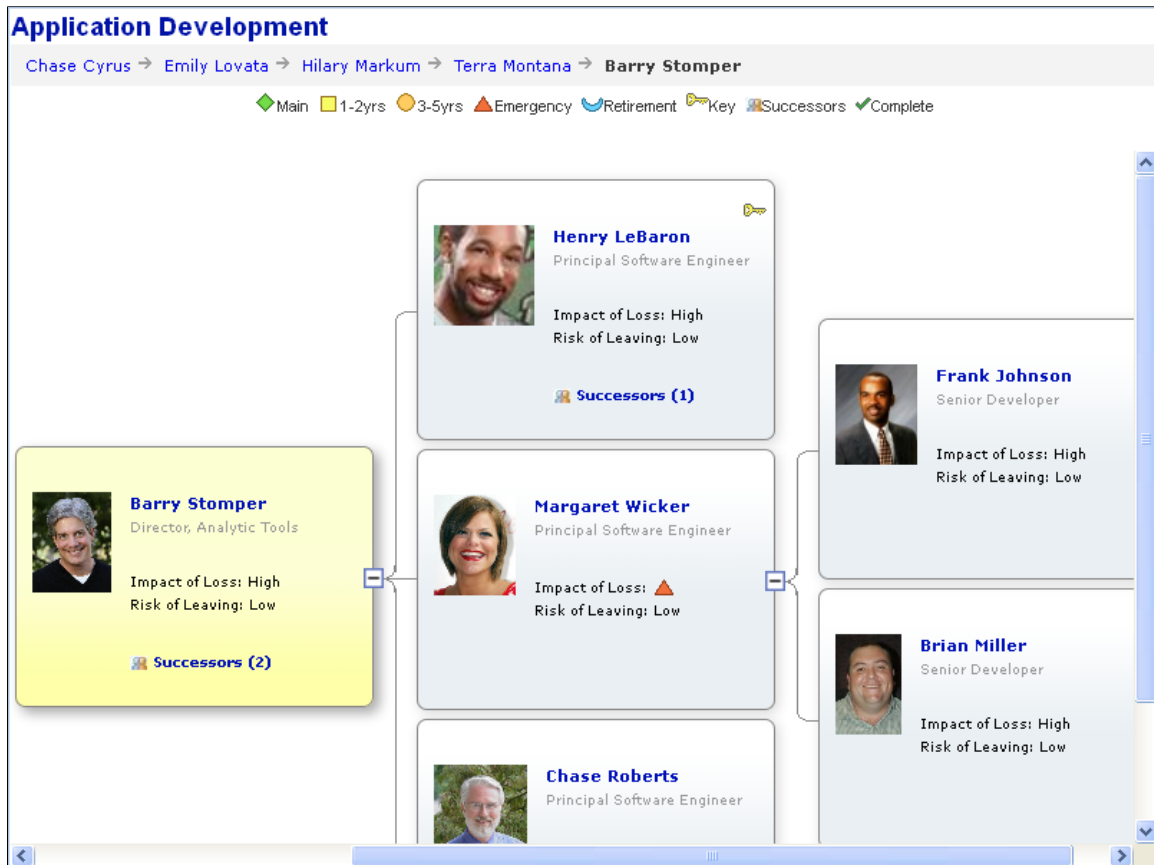 Application Development
Chase Cyrus Emily Lovata Hilary Markum Terra Montana Barry Stomper
Main 1-2yrs 3-5yrs Emergency Retirement Key Successors Complete
Henry LeBaron
Principal Software Engineer
Impact of Loss: High
Risk of Leaving: Low
Successors (1)
Frank Johnson
Senior Developer
Impact of Loss: High
Risk of Leaving: Low
Barry Stomper
Director, Analytic Tools
Impact of Loss: High
Risk of Leaving: Low
Successors (2)
Margaret Wicker
Principal Software Engineer
Impact of Loss:
Risk of Leaving: Low
Brian Miller
Senior Developer
Impact of Loss: High
Risk of Leaving: Low
Chase Roberts
Principal Software Engineer